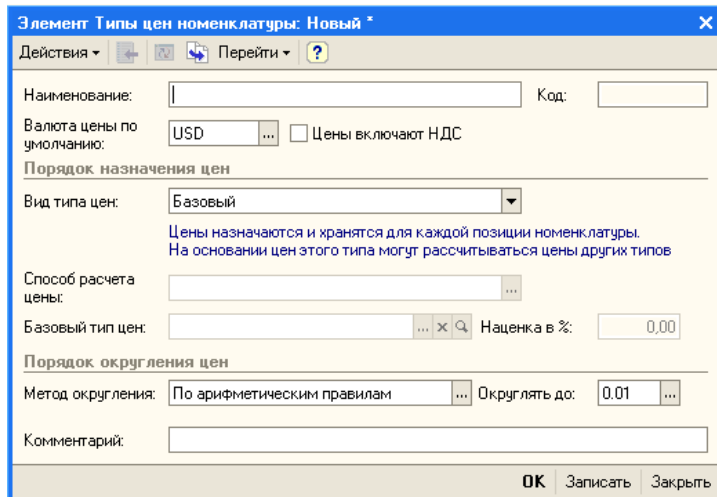 Элемент Типы цен номенклатуры: Новый *
Действия Перейти ?
Наименование: Код:
Валюта цены по
умолчанию: USD ... Цены включают НДС
Порядок назначения цен
Вид типа цен: Базовый
Цены назначаются и хранятся для каждой позиции номенклатуры.
На основании цен этого типа могут рассчитываться цены других типов
Способ расчета
цены: ...
Базовый тип цен: ... Наценка в %: 0,00
Порядок округления цен
Метод округления: По арифметическим правилам ... Округлять до: 0.01 ...
Комментарий:
OK Записать Закрыть